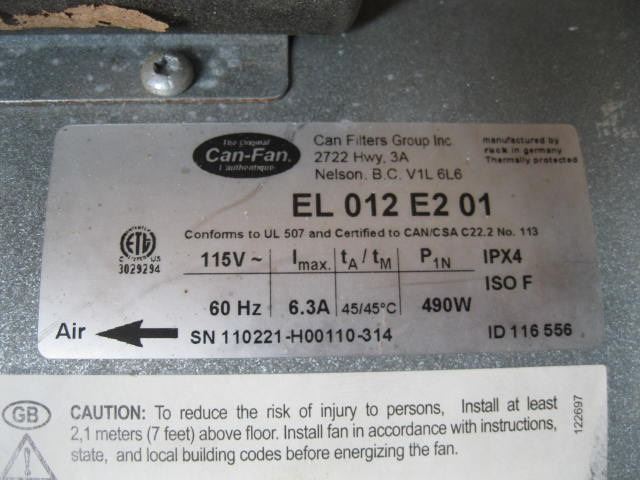 The Original
Can-Fan.
l'authentique
Can Filters Group Inc
2722 Hwy, 3A
Nelson, B.C. V1L 6L6
manufactured by
ruck in germany
Thermally protected
EL 012 E2 01
Conforms to UL 507 and Certified to CAN/CSA C22.2 No. 113
ETL
C US
3029294
115V ~ Imax. tA / tM P1N IPX4
ISO F
60 Hz 6.3A 45/45°C 490W
Air SN 110221-H00110-314 ID 116 556
GB
CAUTION: To reduce the risk of injury to persons, Install at least
2,1 meters (7 feet) above floor. Install fan in accordance with instructions,
state, and local building codes before energizing the fan.
122697